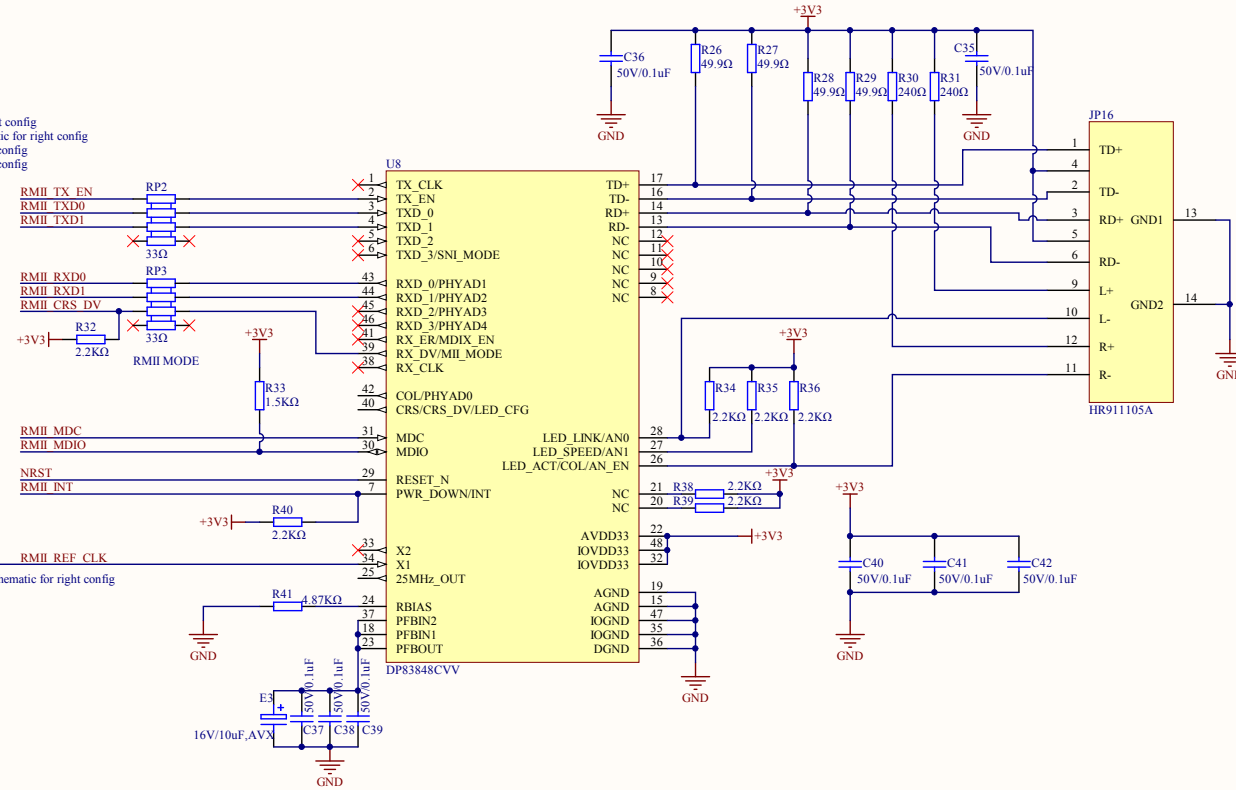 +3V3
C36
50V/0.1uF
R26
49.9Ω
R27
49.9Ω
R28
49.9Ω
R29
49.9Ω
R30
240Ω
R31
240Ω
C35
50V/0.1uF
GND
GND
t config
ic for right config
config
config
RMII_TX_EN
RMII_TXD0
RMII_TXD1
RP2
33Ω
RMII_RXD0
RMII_RXD1
RMII_CRS_DV
RP3
33Ω
+3V3
R32
2.2KΩ
RMII MODE
+3V3
R33
1.5KΩ
RMII_MDC
RMII_MDIO
NRST
RMII_INT
+3V3
R40
2.2KΩ
RMII_REF_CLK
hematic for right config
R41
4.87KΩ
GND
U8
1 TX_CLK
2 TX_EN
3 TXD_0
4 TXD_1
5 TXD_2
6 TXD_3/SNI_MODE
43 RXD_0/PHYAD1
44 RXD_1/PHYAD2
45 RXD_2/PHYAD3
46 RXD_3/PHYAD4
41 RX_ER/MDIX_EN
39 RX_DV/MII_MODE
38 RX_CLK
42 COL/PHYAD0
40 CRS/CRS_DV/LED_CFG
31 MDC
30 MDIO
29 RESET_N
7 PWR_DOWN/INT
33 X2
34 X1
25 25MHz_OUT
24 RBIAS
37 PFBIN2
18 PFBIN1
23 PFBOUT
TD+ 17
TD- 16
RD+ 14
RD- 13
NC 12
NC 11
NC 10
NC 9
NC 8
LED_LINK/AN0 28
LED_SPEED/AN1 27
LED_ACT/COL/AN_EN 26
NC 21
NC 20
AVDD33 22
IOVDD33 48
IOVDD33 32
AGND 19
AGND 15
IOGND 47
IOGND 35
DGND 36
DP83848CVV
+3V3
R34
2.2KΩ
R35
2.2KΩ
R36
2.2KΩ
+3V3
R38
2.2KΩ
R39
2.2KΩ
+3V3
GND
+3V3
C40
50V/0.1uF
C41
50V/0.1uF
C42
50V/0.1uF
GND
E3
+
16V/10uF,AVX
50V/0.1uF
C37
50V/0.1uF
C38
50V/0.1uF
C39
GND
JP16
1 TD+
4
2 TD-
3 RD+
5
6 RD-
9 L+
10 L-
12 R+
11 R-
GND1 13
GND2 14
HR911105A
GND